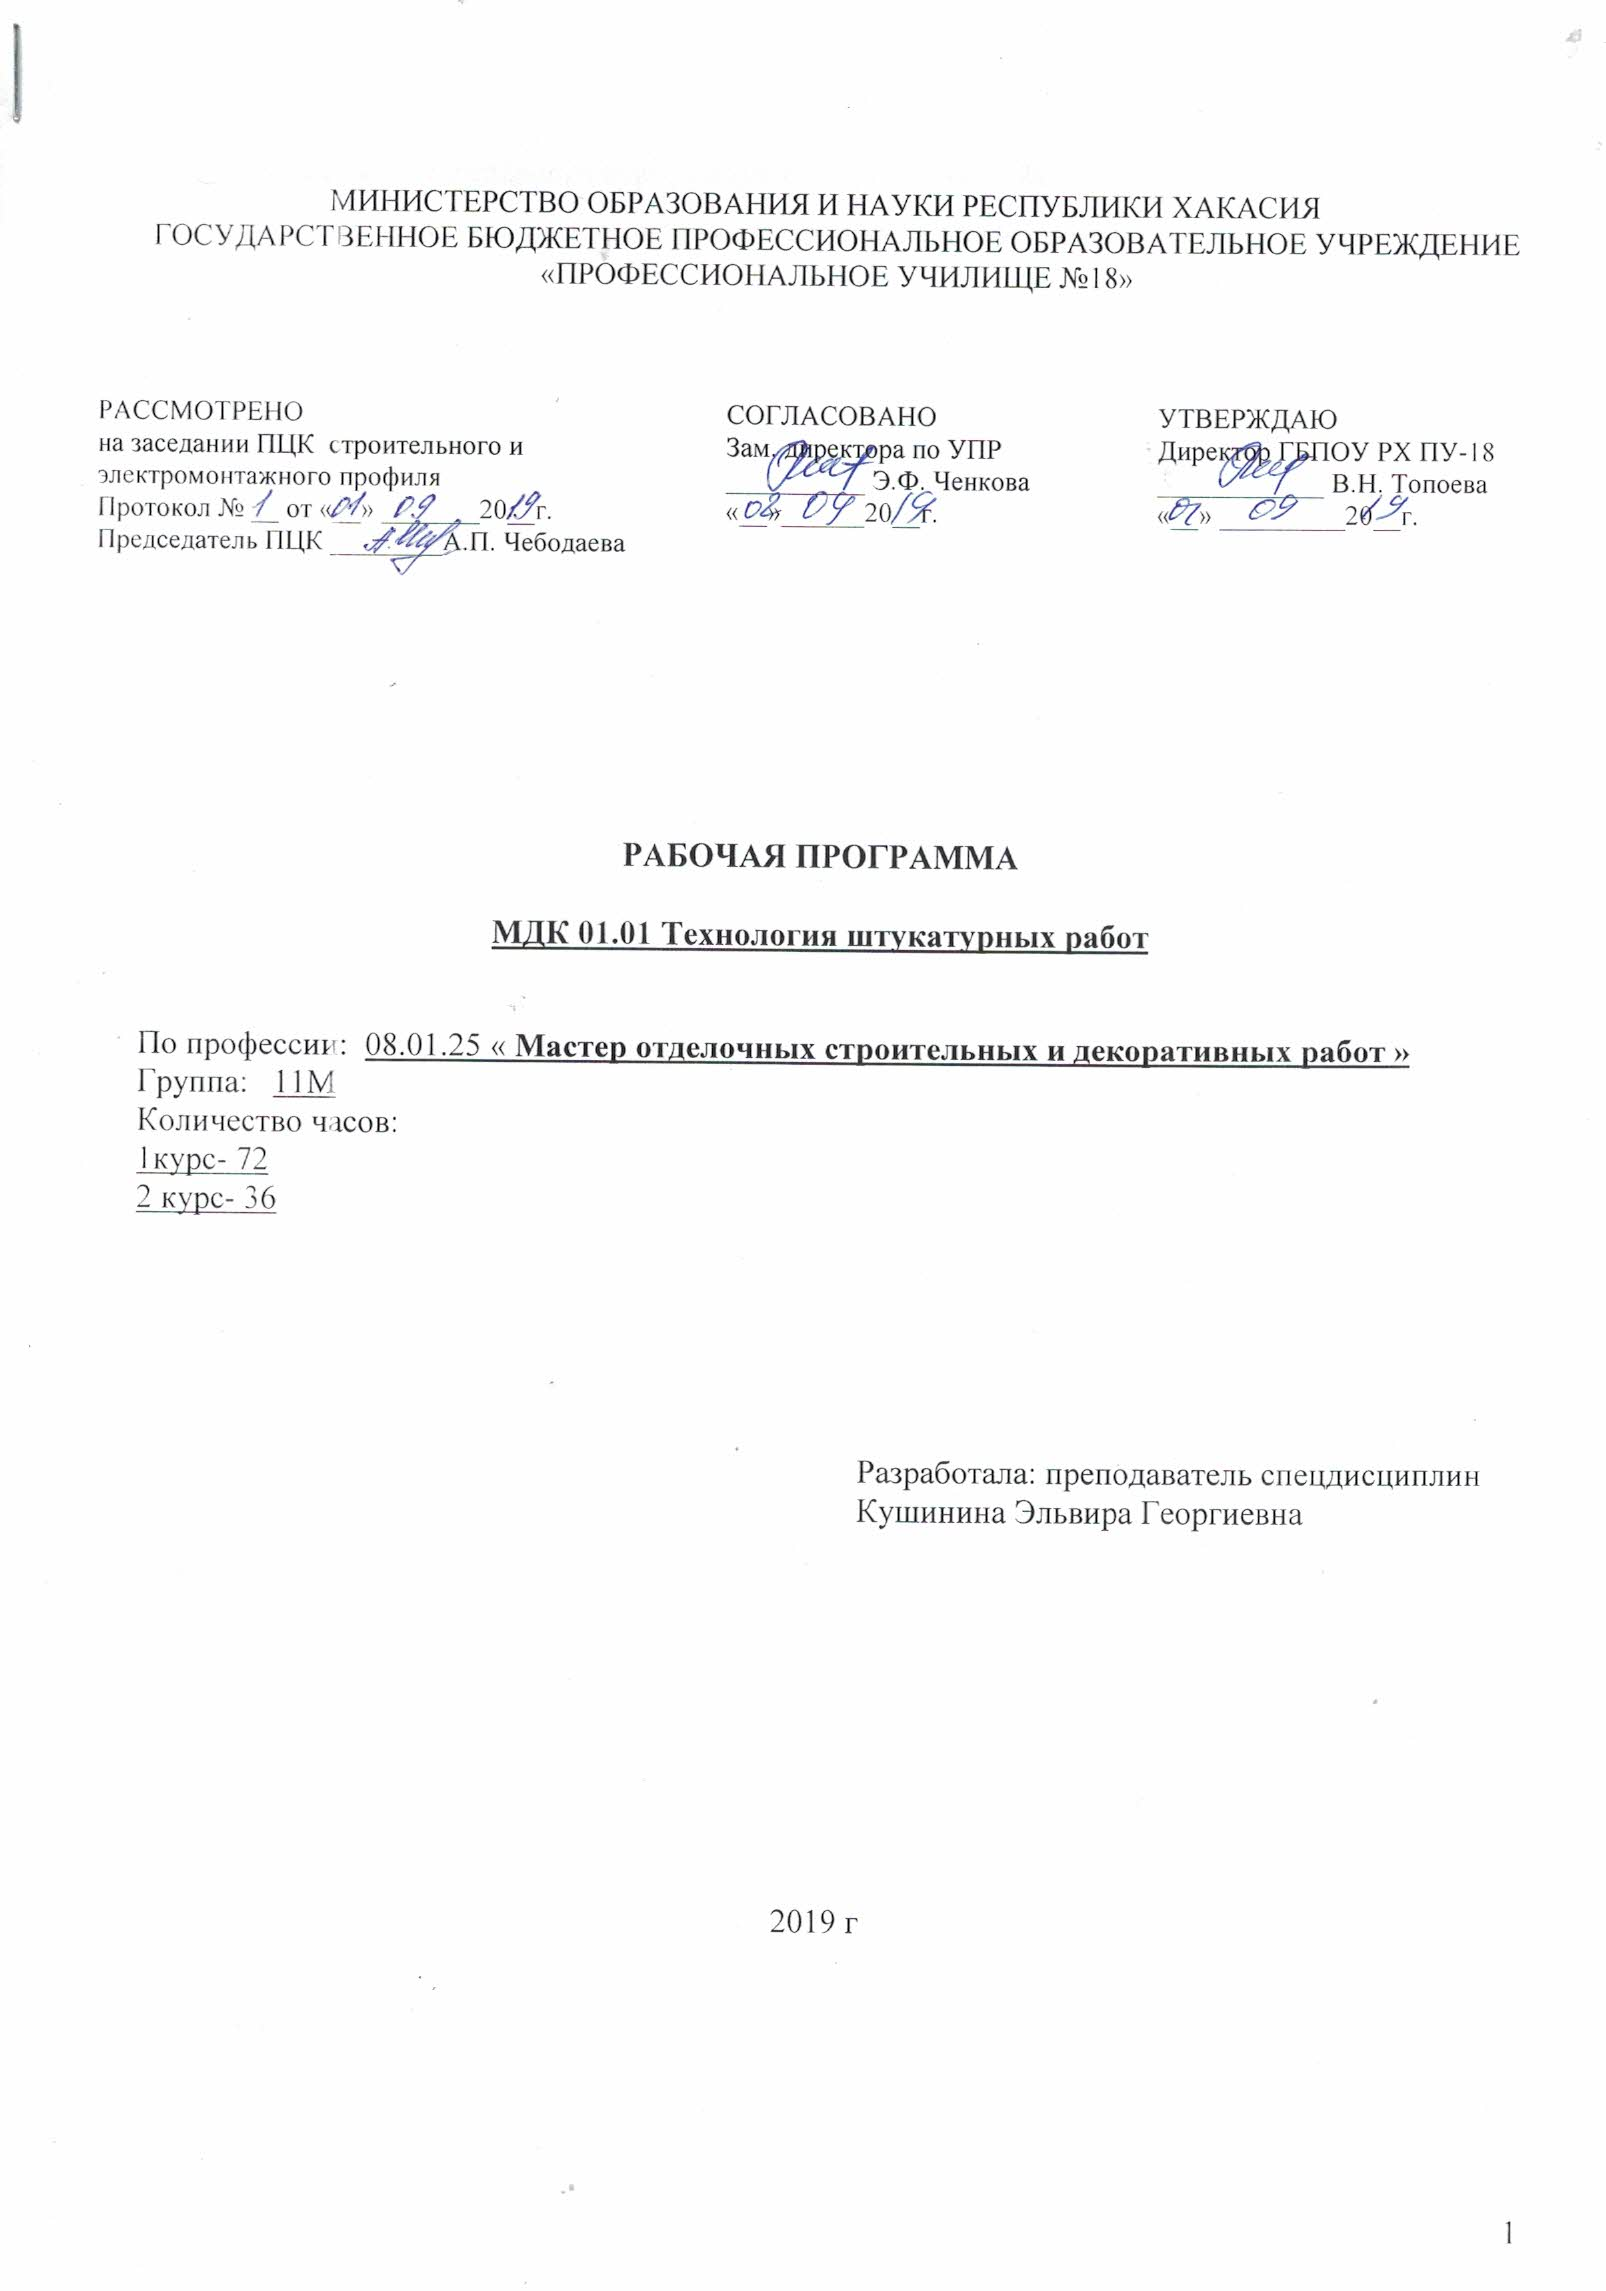 МИНИСТЕРСТВО ОБРАЗОВАНИЯ И НАУКИ РЕСПУБЛИКИ ХАКАСИЯ
ГОСУДАРСТВЕННОЕ БЮДЖЕТНОЕ ПРОФЕССИОНАЛЬНОЕ ОБРАЗОВАТЕЛЬНОЕ УЧРЕЖДЕНИЕ
«ПРОФЕССИОНАЛЬНОЕ УЧИЛИЩЕ №18»
РАССМОТРЕНО
на заседании ПЦК строительного и
электромонтажного профиля
Протокол № 1 от «01» 09 2019г.
Председатель ПЦК А.П. Чебодаева
СОГЛАСОВАНО
Зам. директора по УПР
Э.Ф. Ченкова
« » 09 2019г.
УТВЕРЖДАЮ
Директор ГБПОУ РХ ПУ-18
В.Н. Топоева
« » 09 2019г.
РАБОЧАЯ ПРОГРАММА
МДК 01.01 Технология штукатурных работ
По профессии: 08.01.25 « Мастер отделочных строительных и декоративных работ »
Группа: 11М
Количество часов:
1курс- 72
2 курс- 36
Разработала: преподаватель спецдисциплин
Кушинина Эльвира Георгиевна
2019 г
1